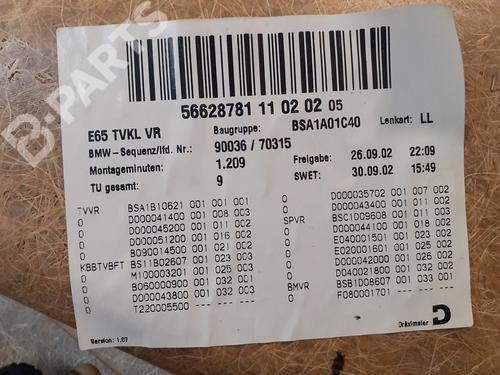 B-PARTS
56628781 11 02 02 05
E65 TVKL VR Baugruppe: BSA1A01C40 Lenkart: LL
BMW-Sequenz/lfd. Nr.: 90036 / 70315
Montageminuten: 1.209 Freigabe: 26.09.02 22:09
TU gesamt: 9 SWET: 30.09.02 15:49
TVVR BSA1B10621 001 001 001
0 D000041400 001 008 003
0 D000045200 001 011 002
0 D000051200 001 016 002
0 B090014500 001 021 002
KBBTVBFT BS11B02607 001 023 003
0 M100003201 001 025 003
0 B060000900 001 032 001
0 D000043800 001 032 003
0 T220005500
0 D000035702 001 007 002
0 D000043400 001 011 001
SPVR BSC1D09608 001 011 003
0 D000044100 001 018 002
0 E040001501 001 023 001
0 E020001601 001 025 001
0 D000042000 001 026 002
0 D040021800 001 032 002
BMVR BSB1D08607 001 033 001
0 F080001701
Version: 1.07
D
Dräxlmaier